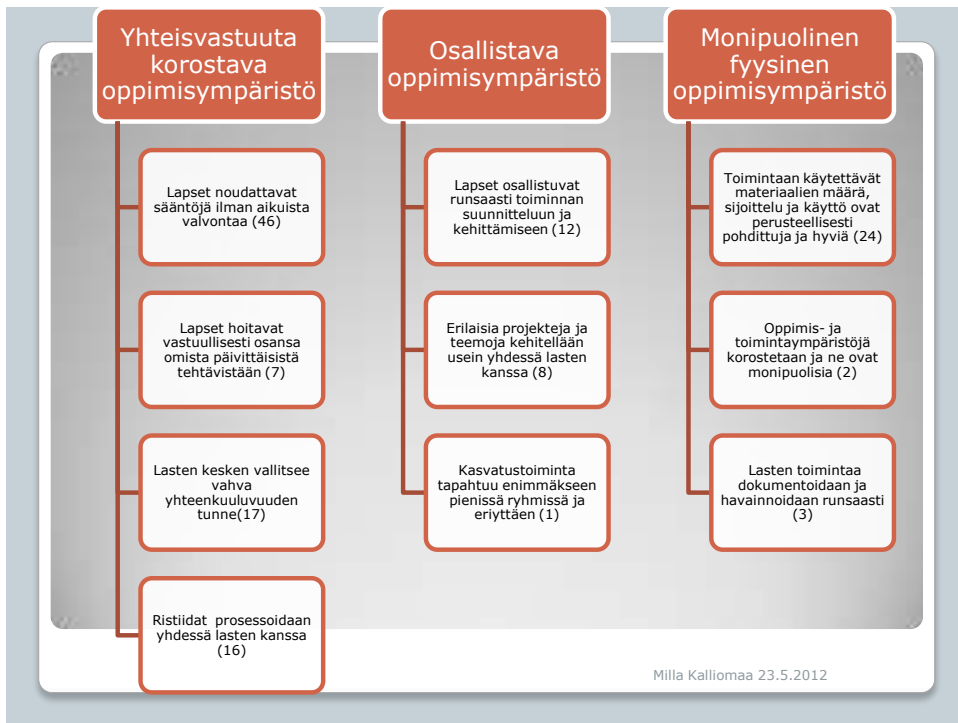 Yhteisvastuuta
korostava
oppimisympäristö
Lapset noudattavat
sääntöjä ilman aikuista
valvontaa (46)
Lapset hoitavat
vastuullisesti osansa
omista päivittäisistä
tehtävistään (7)
Lasten kesken vallitsee
vahva
yhteenkuuluvuuden
tunne(17)
Ristiidat prosessoidaan
yhdessä lasten kanssa
(16)
Osallistava
oppimisympäristö
Lapset osallistuvat
runsaasti toiminnan
suunnitteluun ja
kehittämiseen (12)
Erilaisia projekteja ja
teemoja kehitellään
usein yhdessä lasten
kanssa (8)
Kasvatustoiminta
tapahtuu enimmäkseen
pienissä ryhmissä ja
eriyttäen (1)
Monipuolinen
fyysinen
oppimisympäristö
Toimintaan käytettävät
materiaalien määrä,
sijoittelu ja käyttö ovat
perusteellisesti
pohdittuja ja hyviä (24)
Oppimis- ja
toimintaympäristöjä
korostetaan ja ne ovat
monipuolisia (2)
Lasten toimintaa
dokumentoidaan ja
havainnoidaan runsaasti
(3)
Milla Kalliomaa 23.5.2012